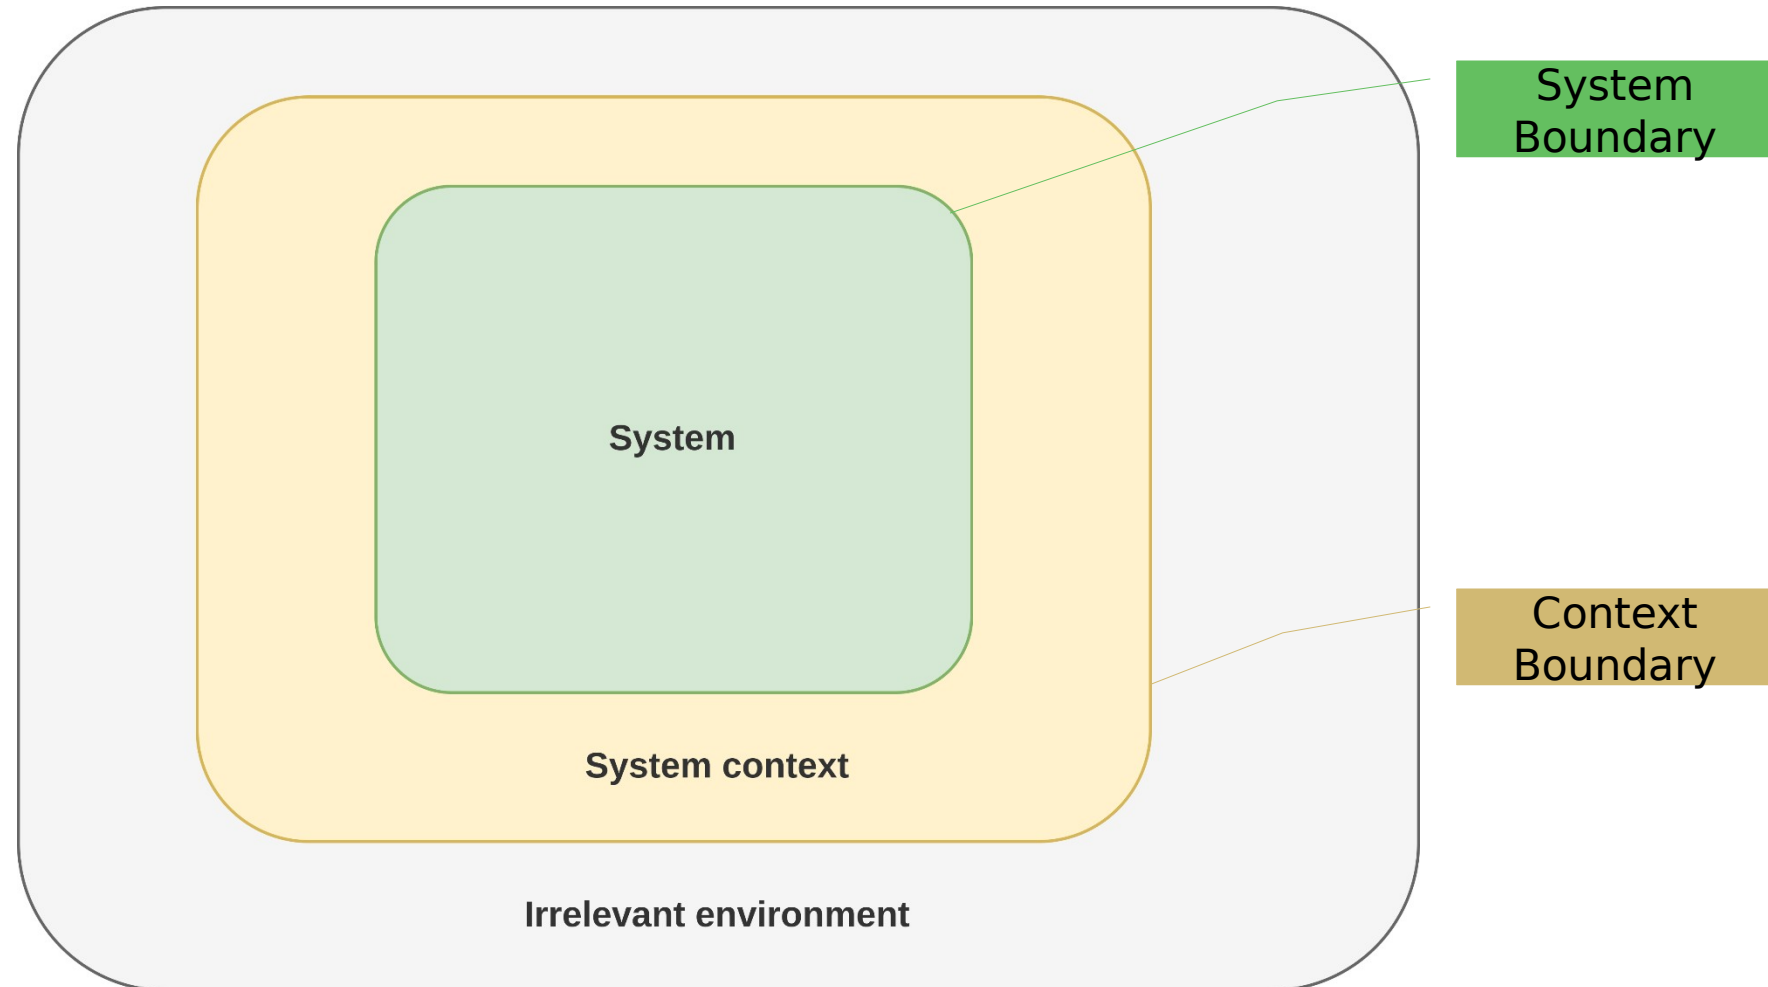 System
Boundary
System
Context
Boundary
System context
Irrelevant environment